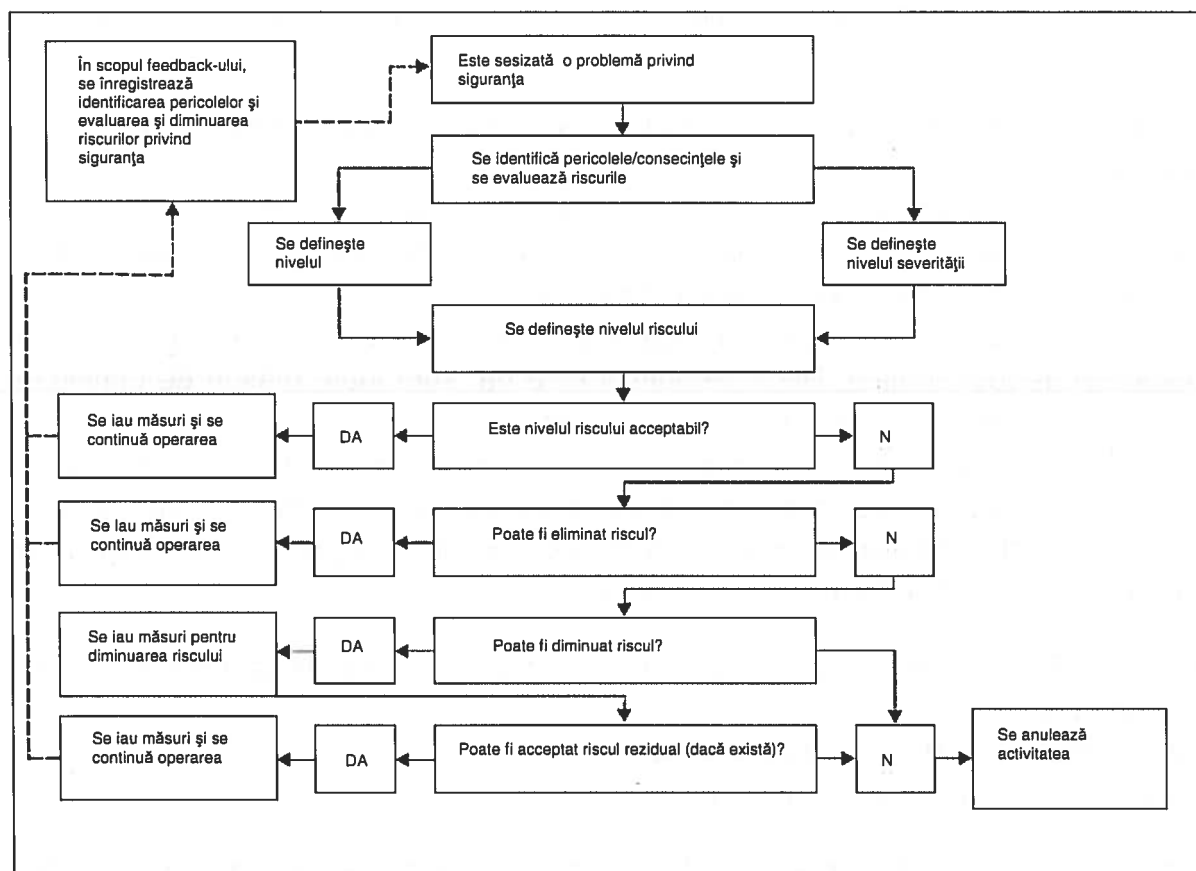 În scopul feedback-ului,
se înregistrează
identificarea pericolelor şi
evaluarea şi diminuarea
riscurilor privind
siguranţa
Este sesizată o problemă privind
siguranţa
Se identifică pericolele/consecinţele şi
se evaluează riscurile
Se defineşte
nivelul
Se defineşte
nivelul severităţii
Se defineşte nivelul riscului
Se iau măsuri şi se
continuă operarea
DA
Este nivelul riscului acceptabil?
N
Se Iau măsuri şi se
continuă operarea
DA
Poate fi eliminat riscul?
N
Se iau măsuri pentru
diminuarea riscului
DA
Poate fi diminuat riscul?
Se iau măsuri şi se
continuă operarea
DA
Poate fi acceptat riscul rezidual (dacă există)?
N
Se anulează
activitatea